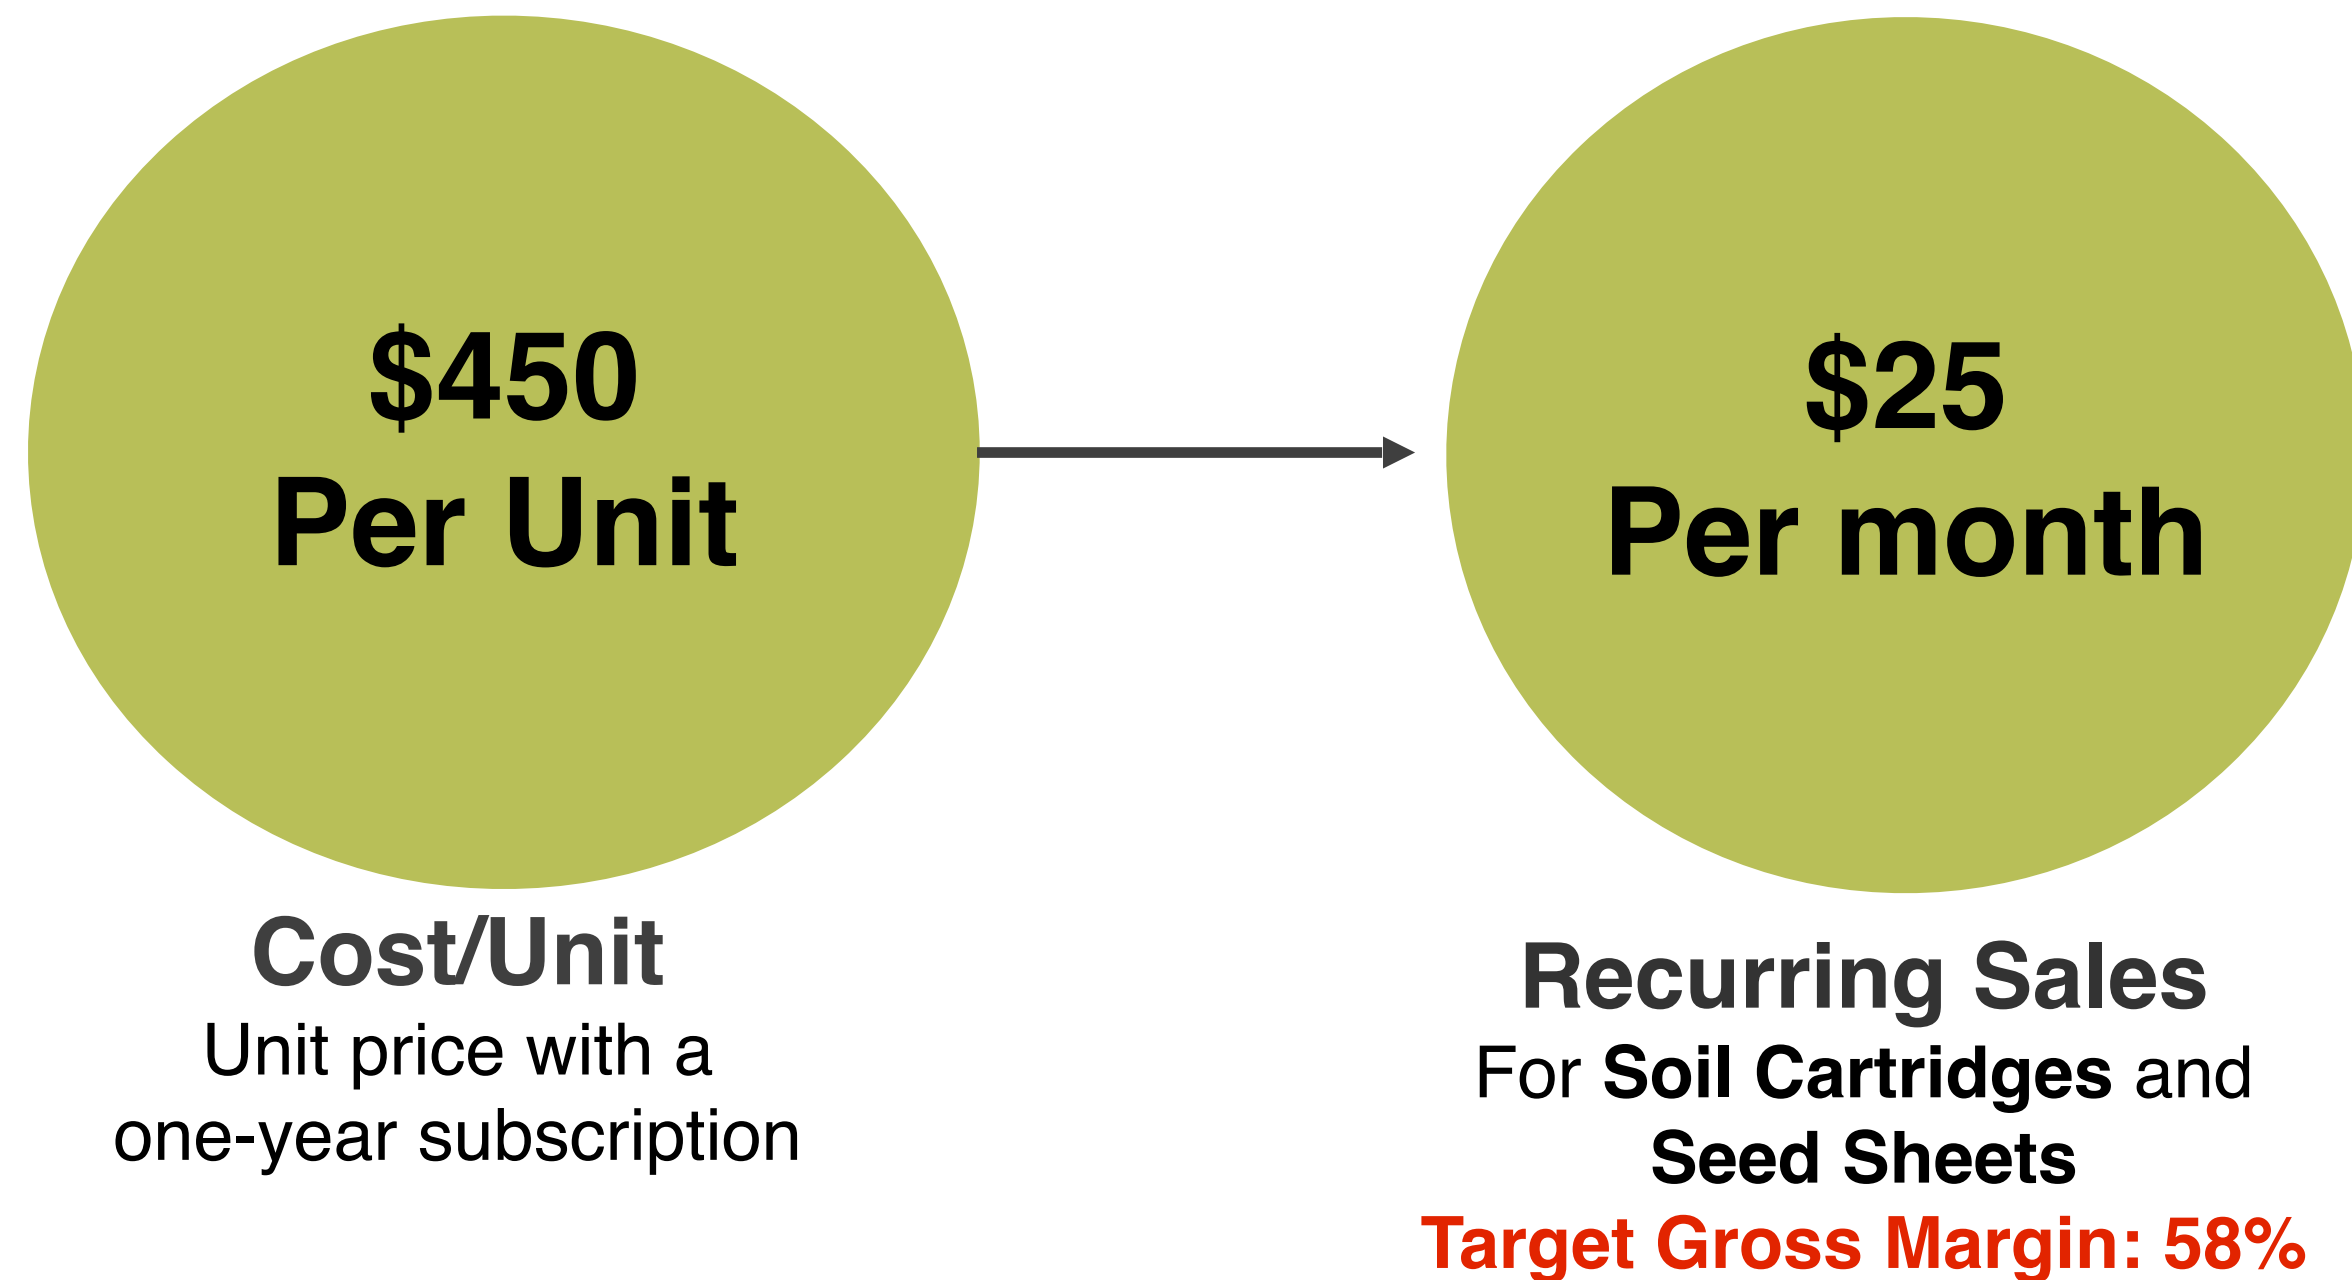 $450
Per Unit
Cost/Unit
Unit price with a
one-year subscription
$25
Per month
Recurring Sales
For Soil Cartridges and
Seed Sheets
Target Gross Margin: 58%